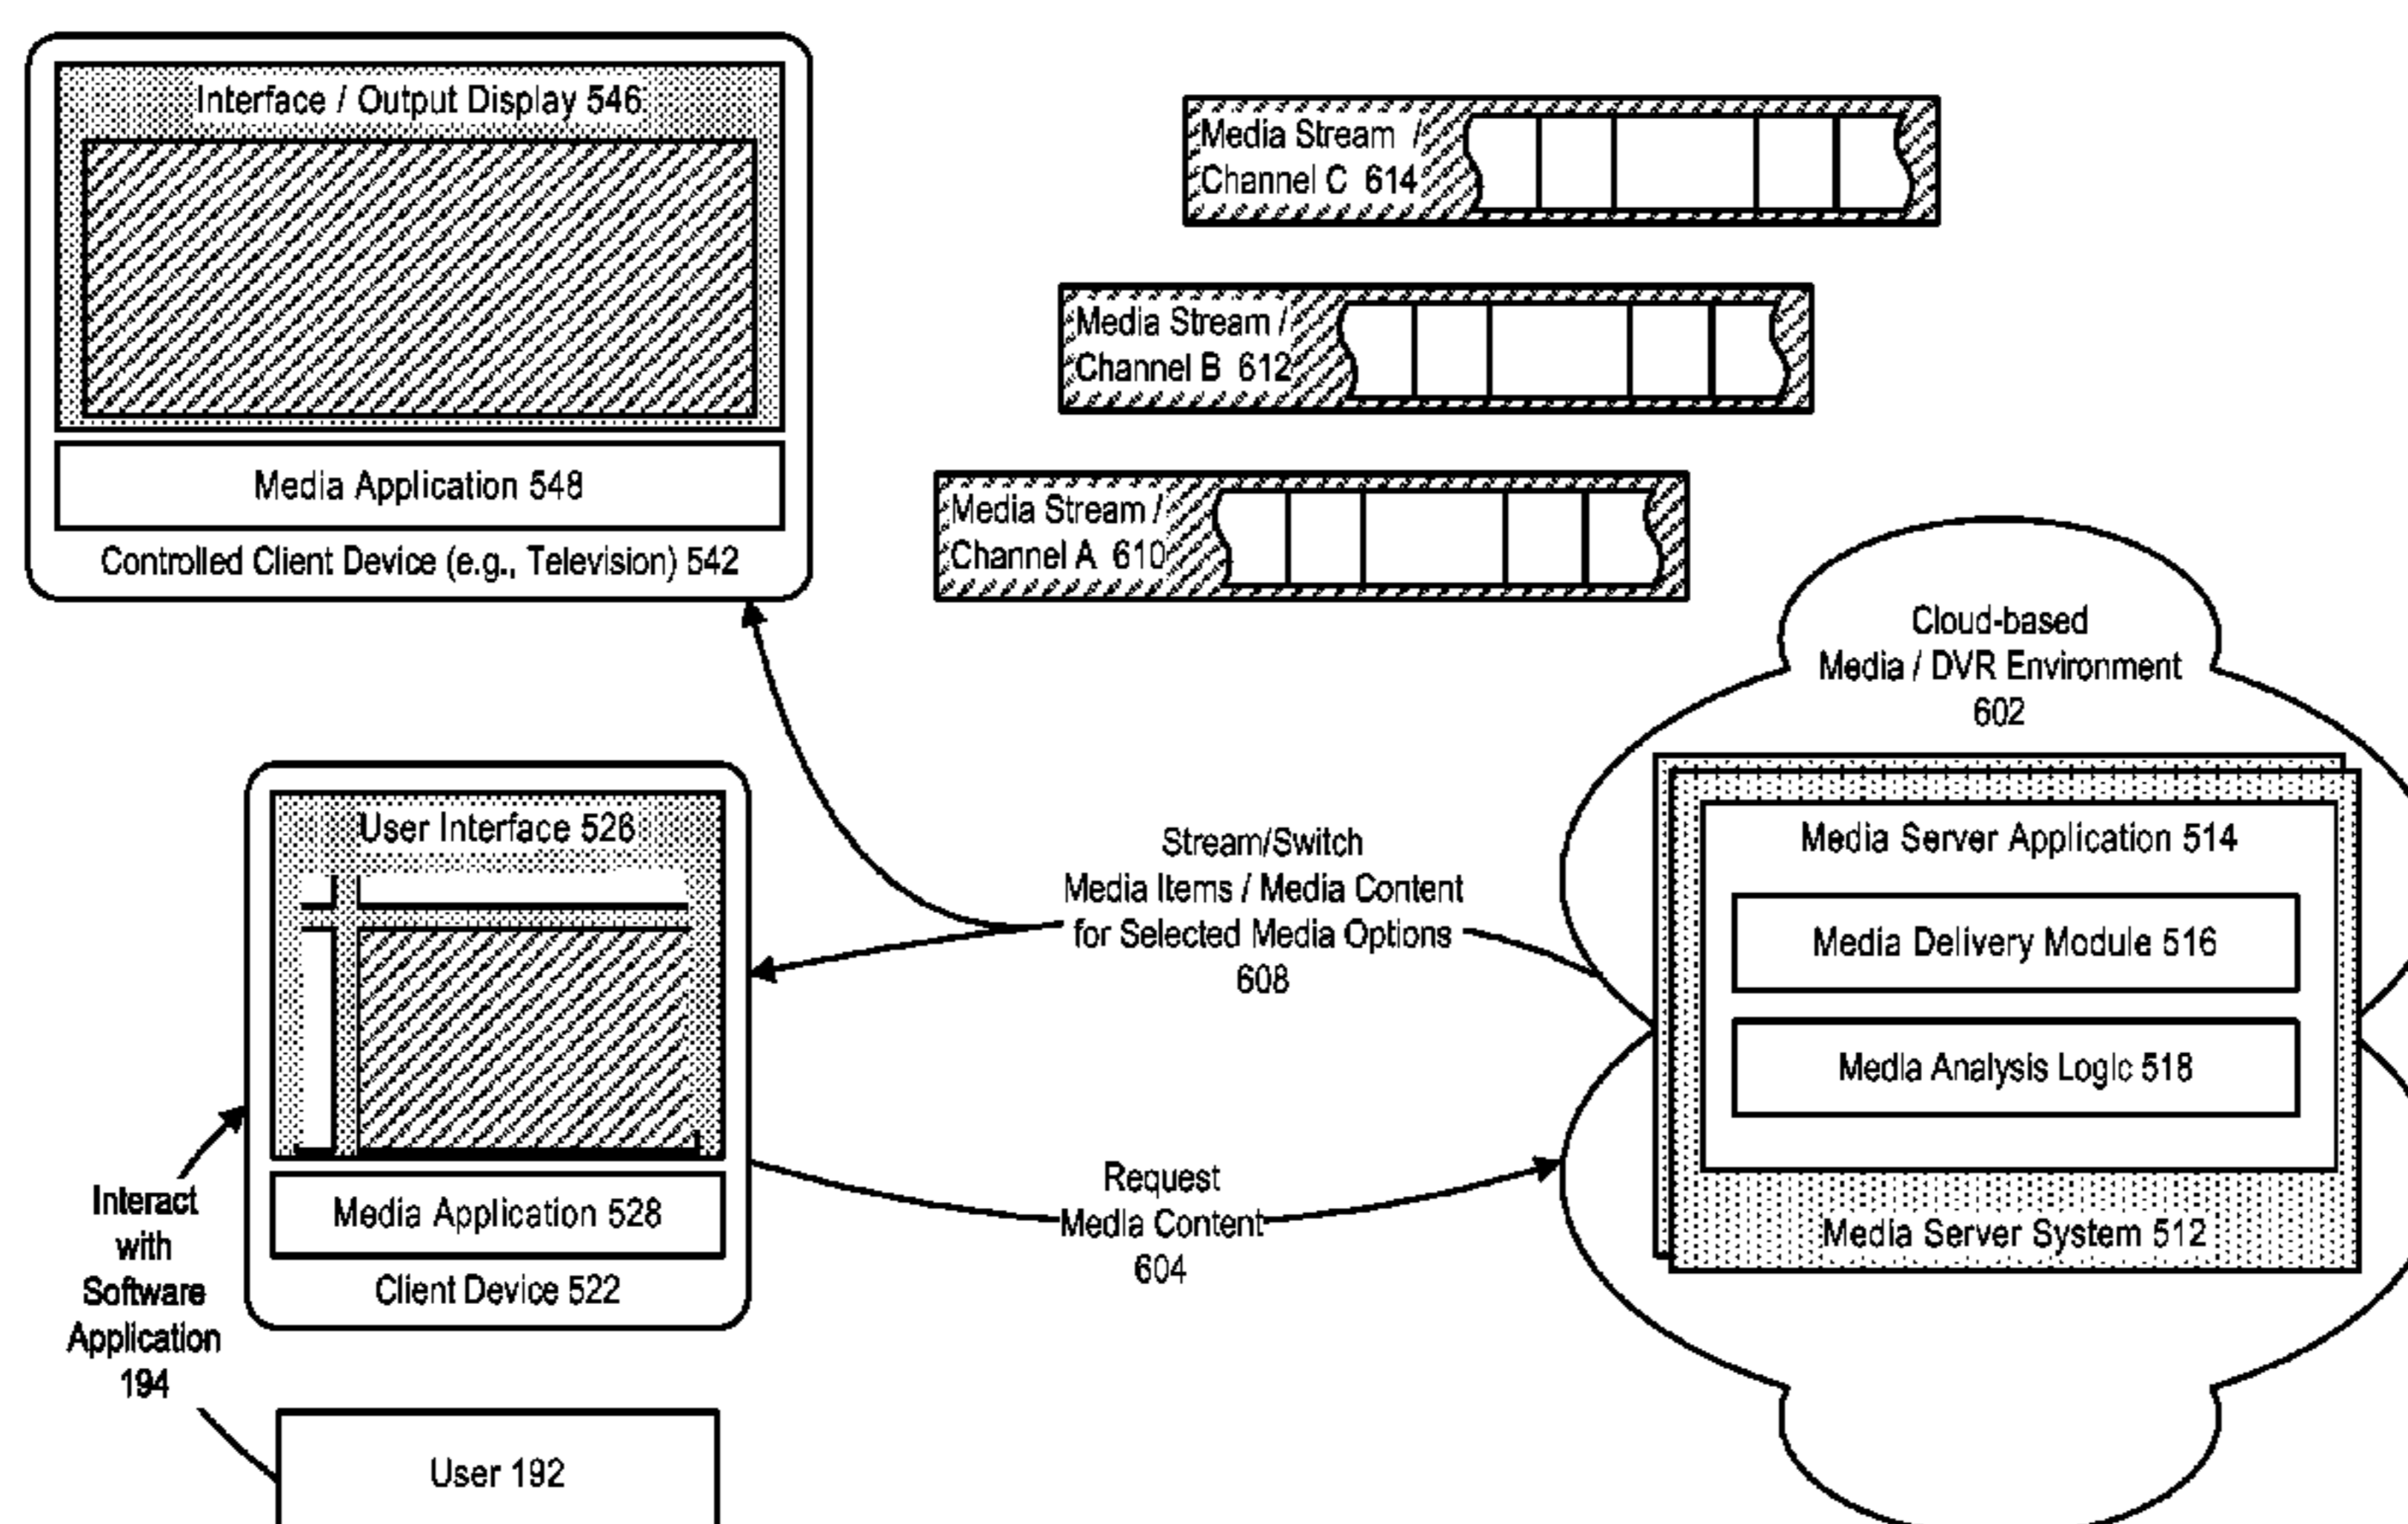 Interface / Output Display 546
Media Application 548
Controlled Client Device (e.g., Television) 542
Media Stream /
Channel C 614
Media Stream /
Channel B 612
Media Stream /
Channel A 610
Cloud-based
Media / DVR Environment
602
Media Server Application 514
Media Delivery Module 516
Media Analysis Logic 518
Media Server System 512
Stream/Switch
Media Items / Media Content
for Selected Media Options
608
User Interface 526
Media Application 528
Client Device 522
Request
Media Content
604
Interact
with
Software
Application
194
User 192